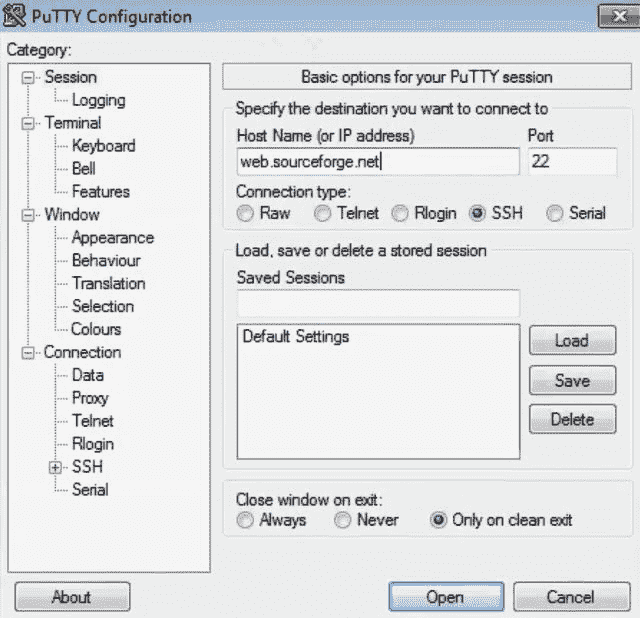 PuTTY Configuration
Category:
Session
Logging
Terminal
Keyboard
Bell
Features
Window
Appearance
Behaviour
Translation
Selection
Colours
Connection
Data
Proxy
Telnet
Rlogin
SSH
Serial
Basic options for your PuTTY session
Specify the destination you want to connect to
Host Name (or IP address) Port
web.sourceforge.net 22
Connection type:
Raw Telnet Rlogin SSH Serial
Load, save or delete a stored session
Saved Sessions
Default Settings
Load
Save
Delete
Close window on exit:
Always Never Only on clean exit
About Open Cancel